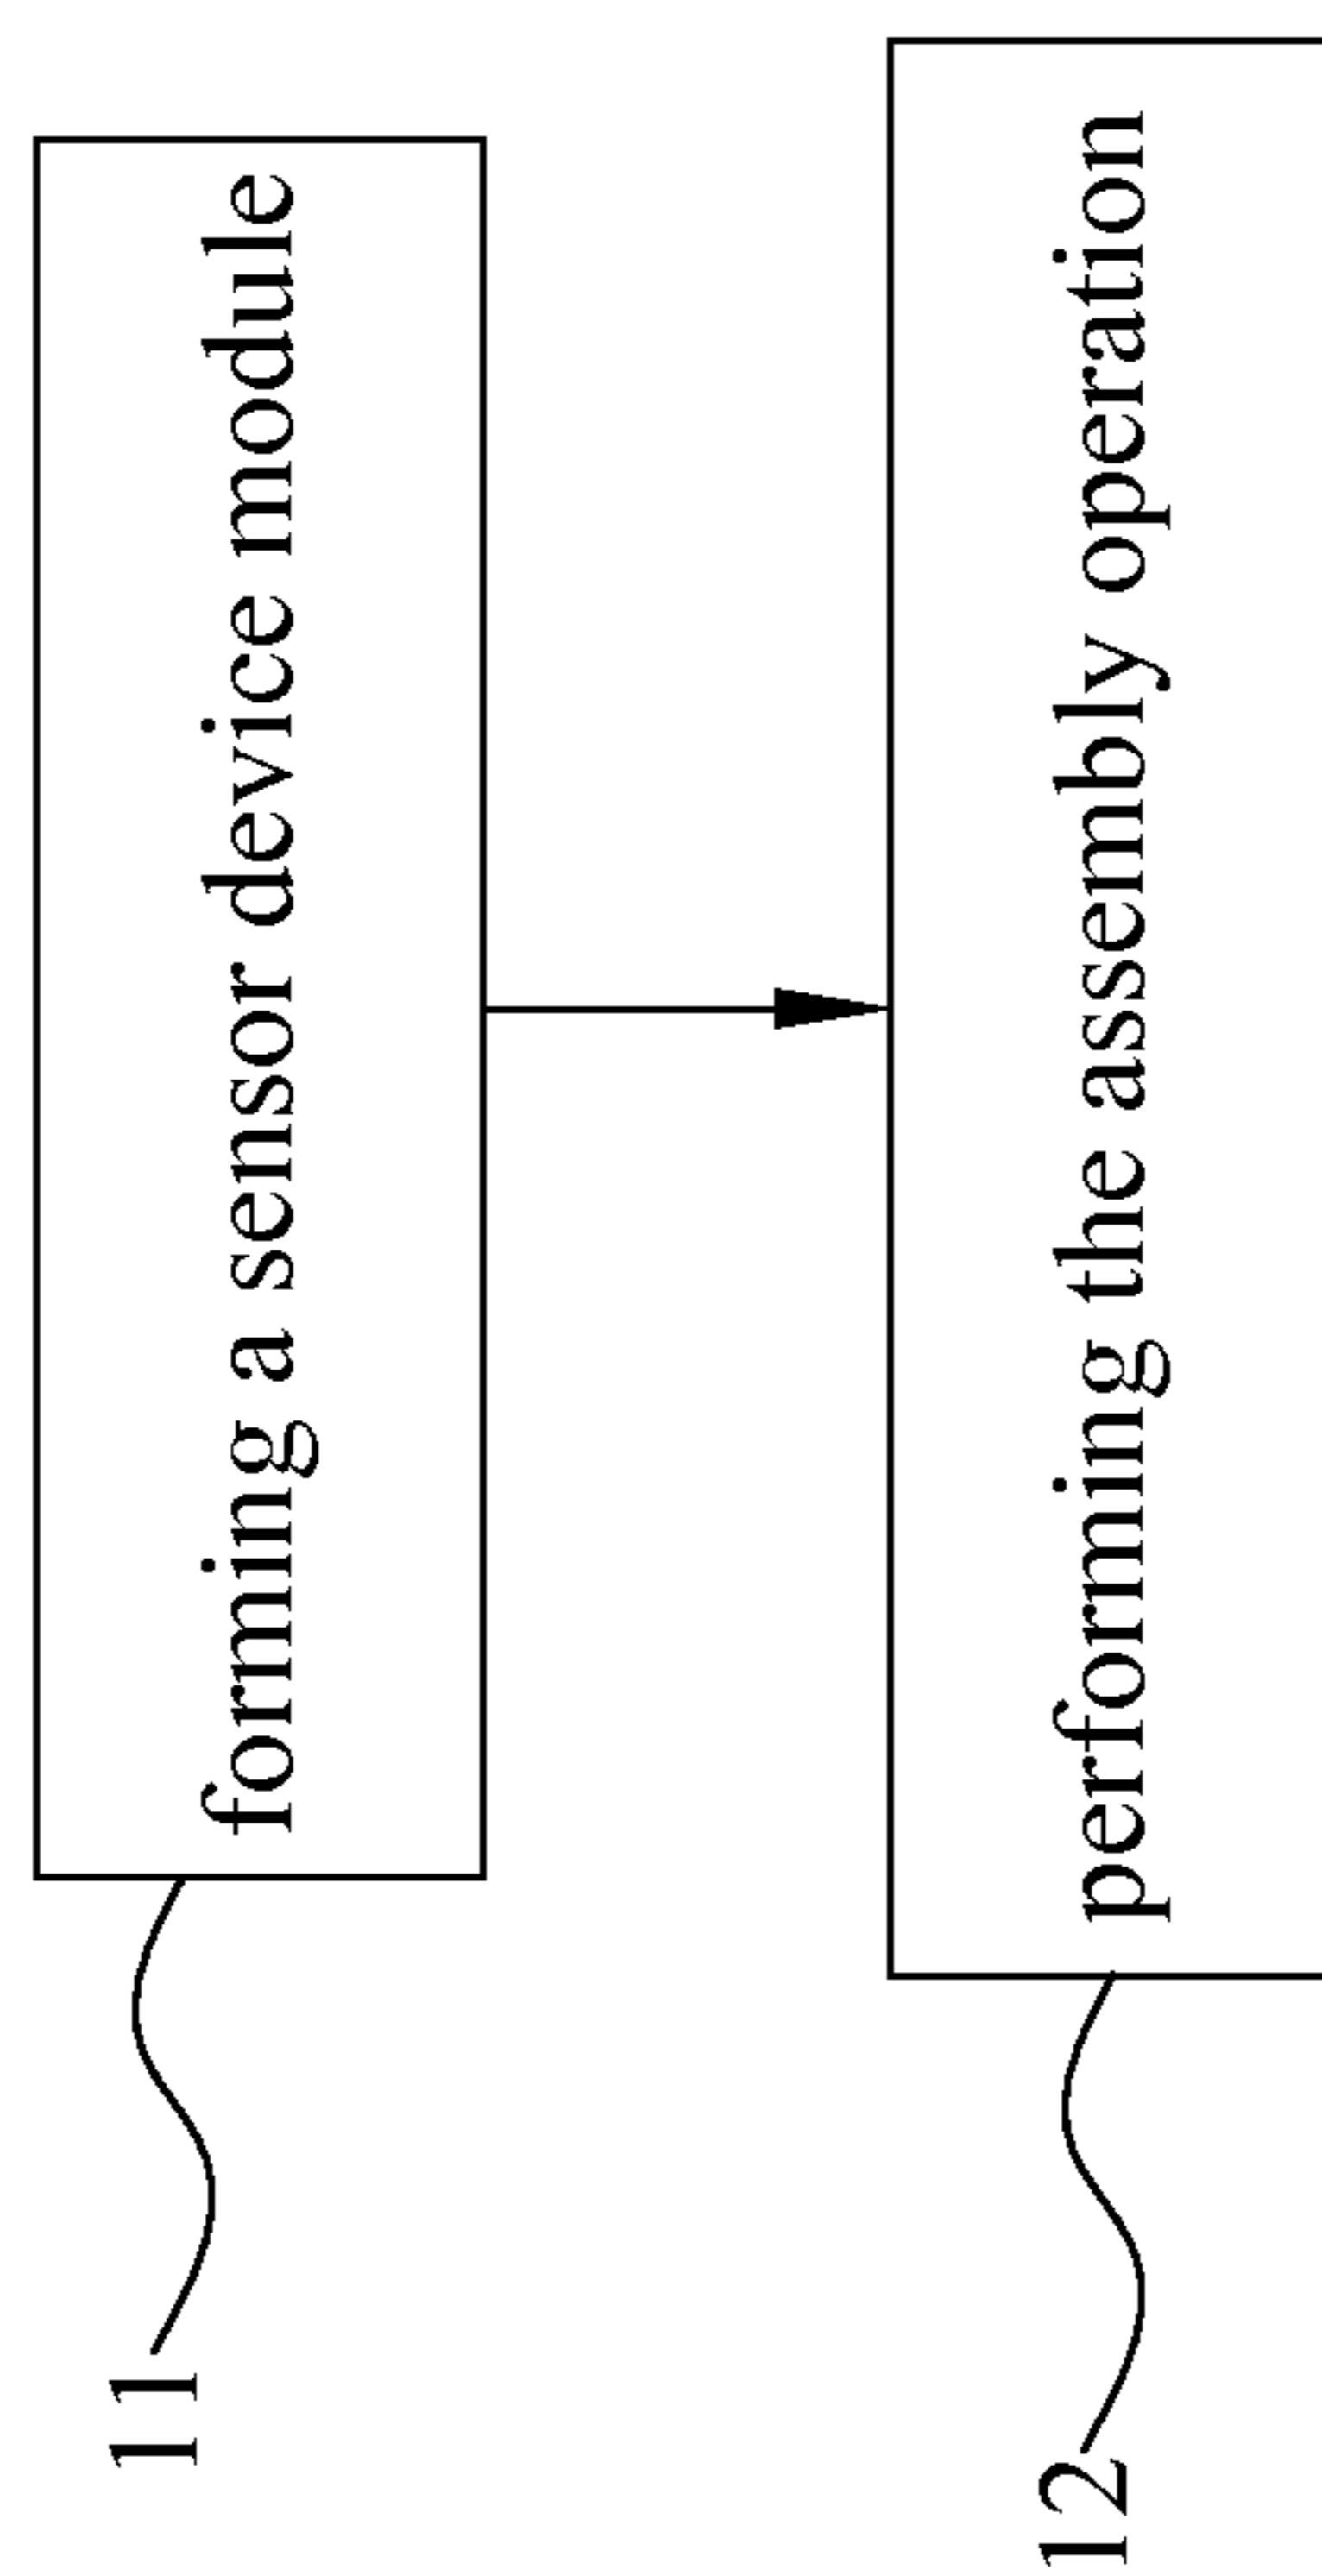 11
forming a sensor device module
12
performing the assembly operation